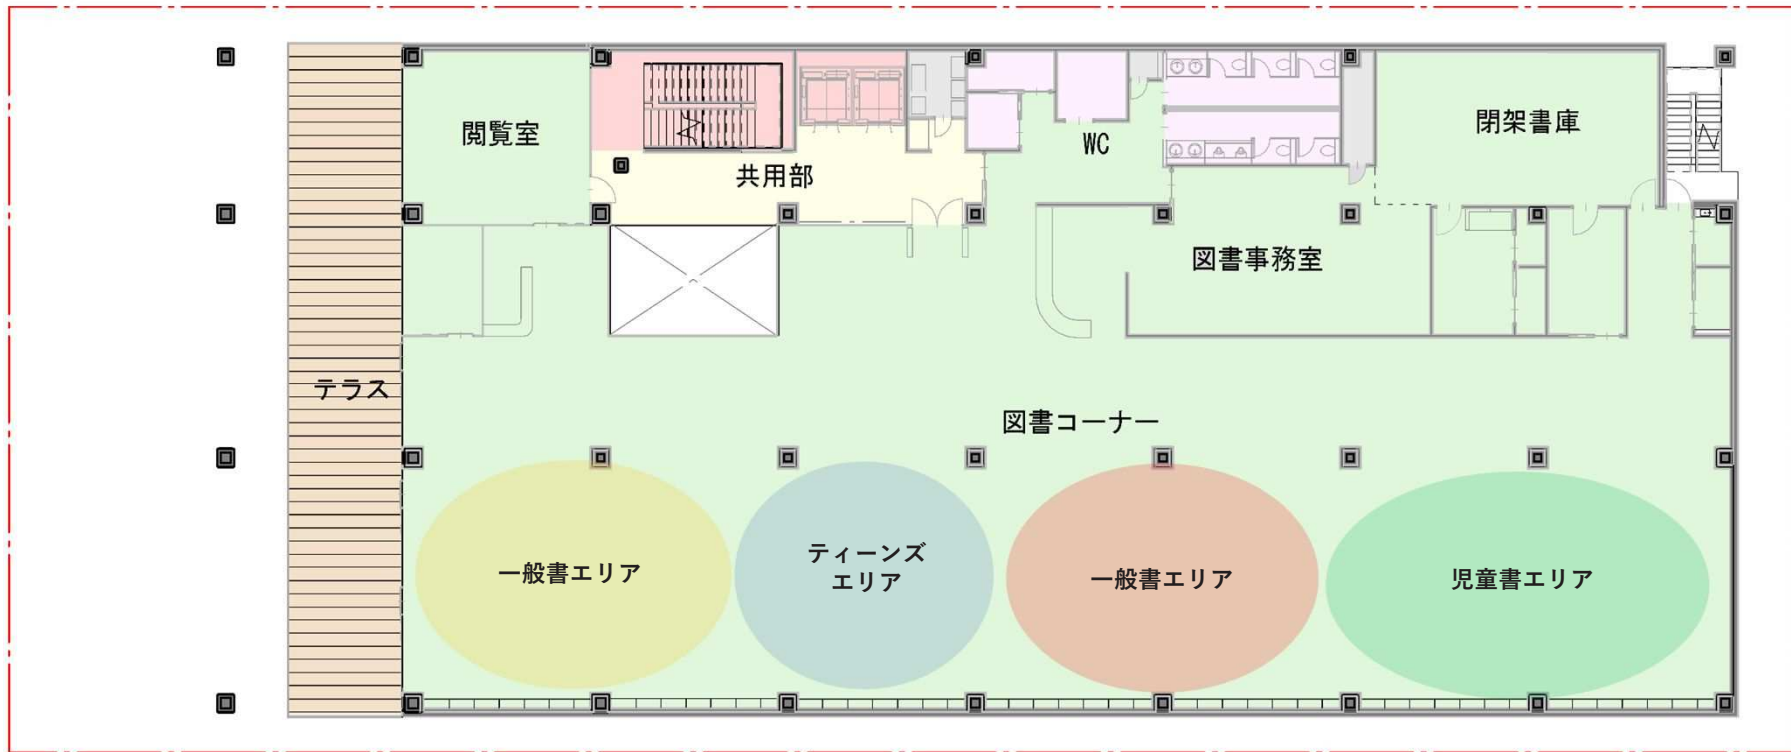 閲覧室
共用部
WC
閉架書庫
図書事務室
テラス
図書コーナー
一般書エリア
ティーンズ
エリア
一般書エリア
児童書エリア